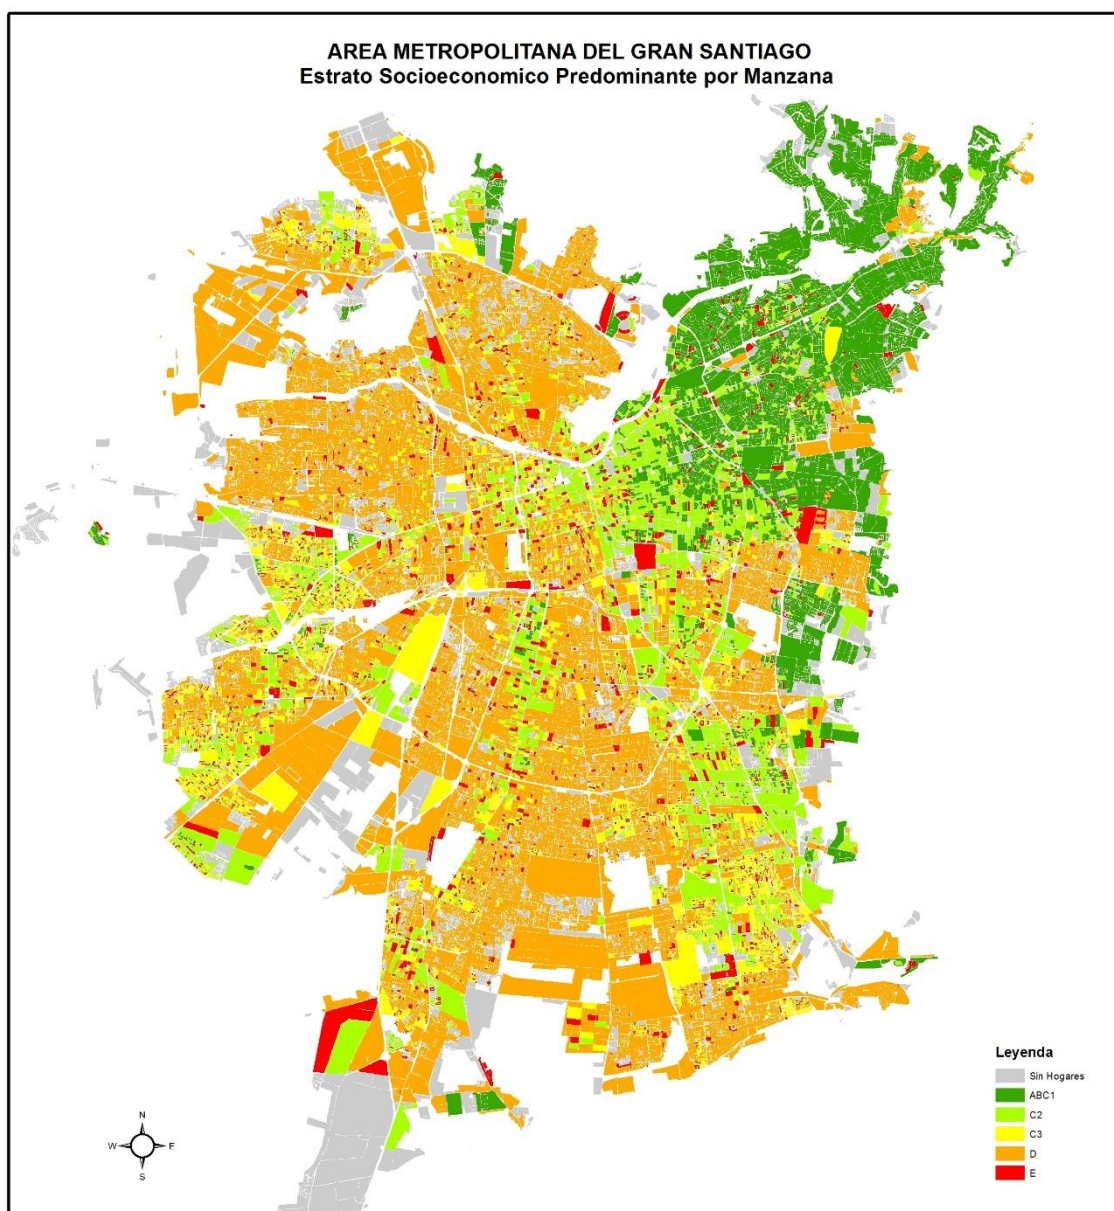 AREA METROPOLITANA DEL GRAN SANTIAGO
Estrato Socioeconomico Predominante por Manzana
Leyenda
Sin Hogares
ABC1
C2
C3
D
E
N
W E
S